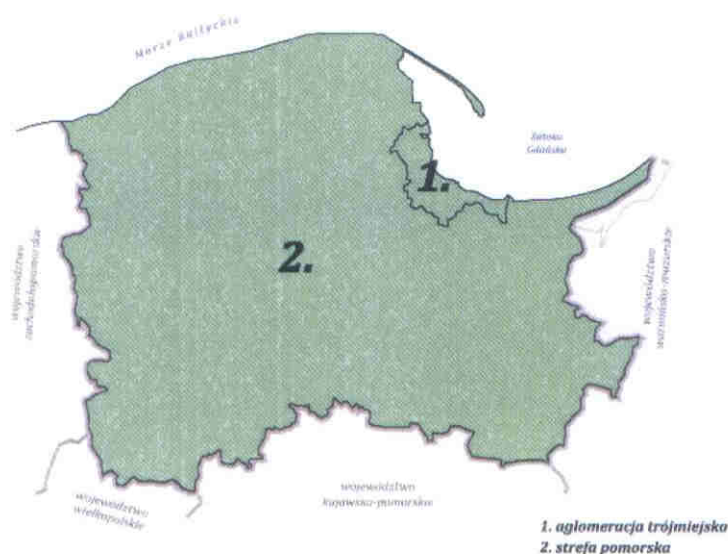 Morze Bałtyckie
Zatoka
Gdańska
1.
2.
województwo
zachodniopomorskie
województwo
warmińsko-mazurskie
województwo
wielkopolskie
województwo
kujawsko-pomorskie
1. aglomeracja trójmiejska
2. strefa pomorska